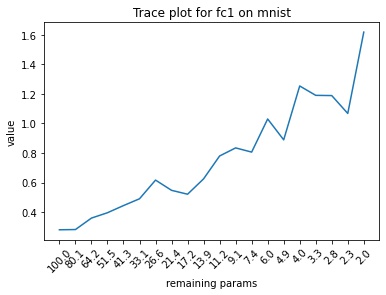 Trace plot for fc1 on mnist
1.6
1.4
1.2
1.0
0.8
0.6
0.4
value
100.0 80.1 64.2 51.5 41.3 33.1 26.6 21.4 17.2 13.9 11.2 9.1 7.4 6.0 4.9 4.0 3.3 2.8 2.3 2.0
remaining params